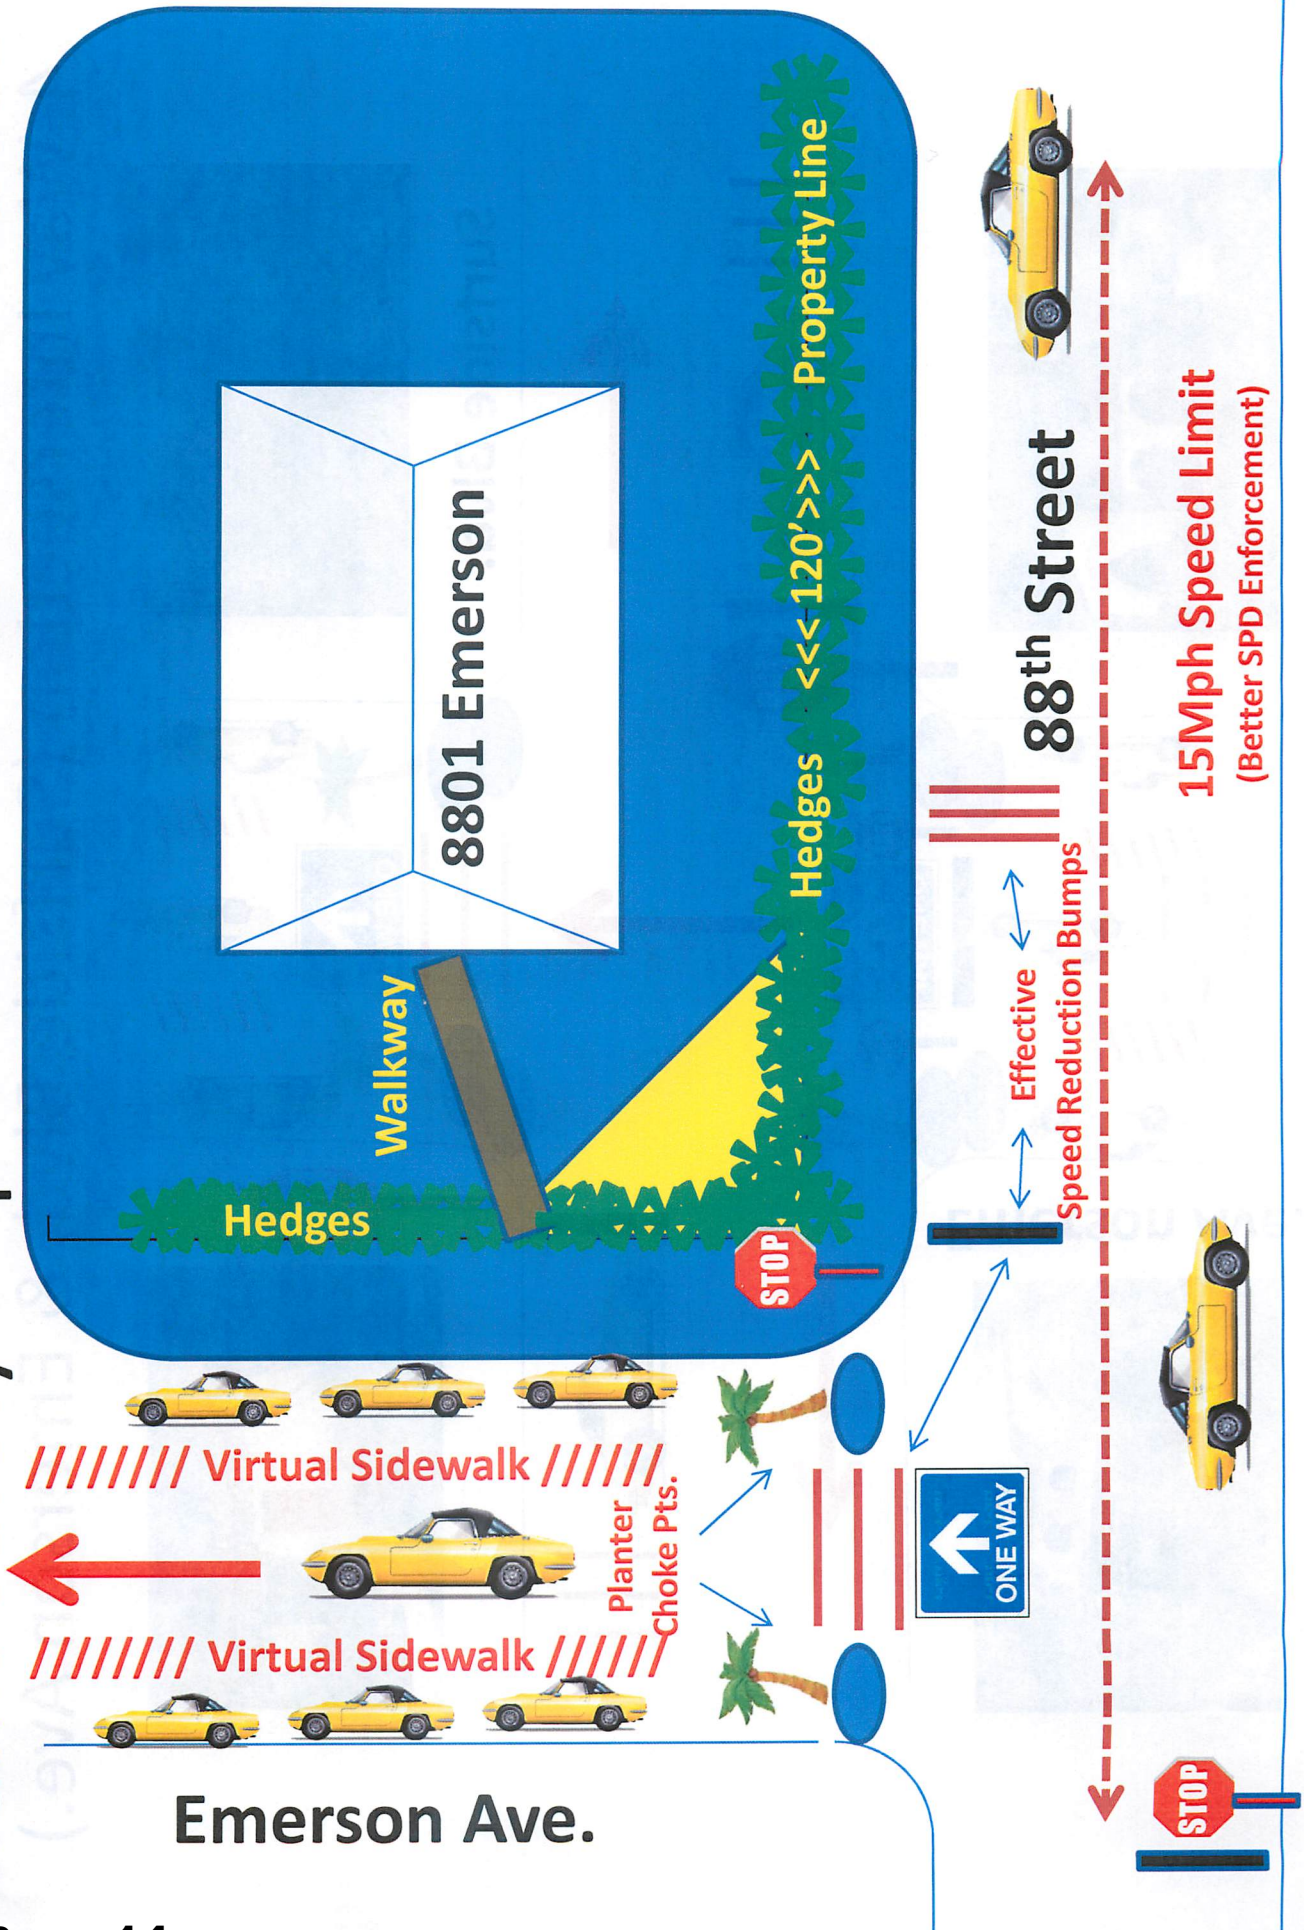 Hedges <<< 120’>>> Property Line
8801 Emerson
Walkway
Hedges
STOP
88th Street
15Mph Speed Limit
(Better SPD Enforcement)
Effective
Speed Reduction Bumps
//////// Virtual Sidewalk //////
Planter
Choke Pts.
//////// Virtual Sidewalk //////
ONE WAY
STOP
Emerson Ave.